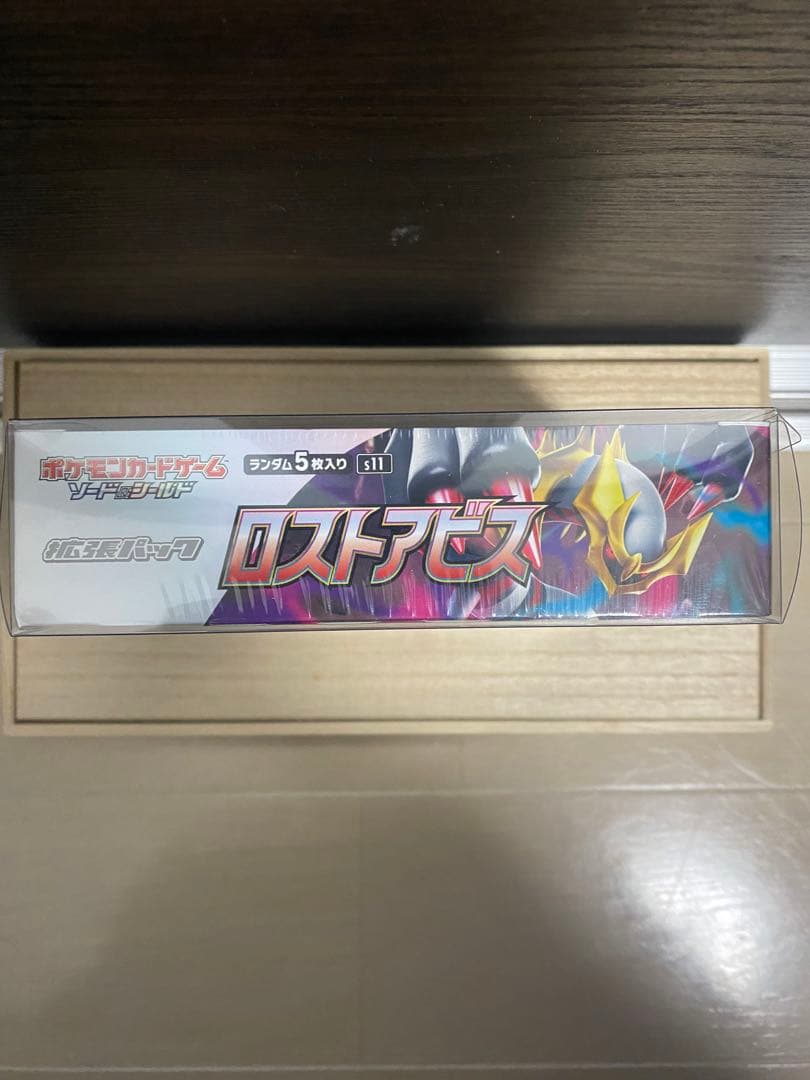 ポケモンカードゲーム
ソード&シールド
拡張パック
ランダム5枚入り s11
ロストアビス